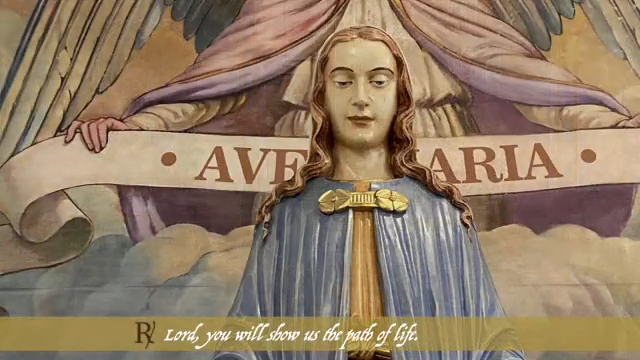 • AVE ARIA •
℟ Lord, you will show us the path of life.